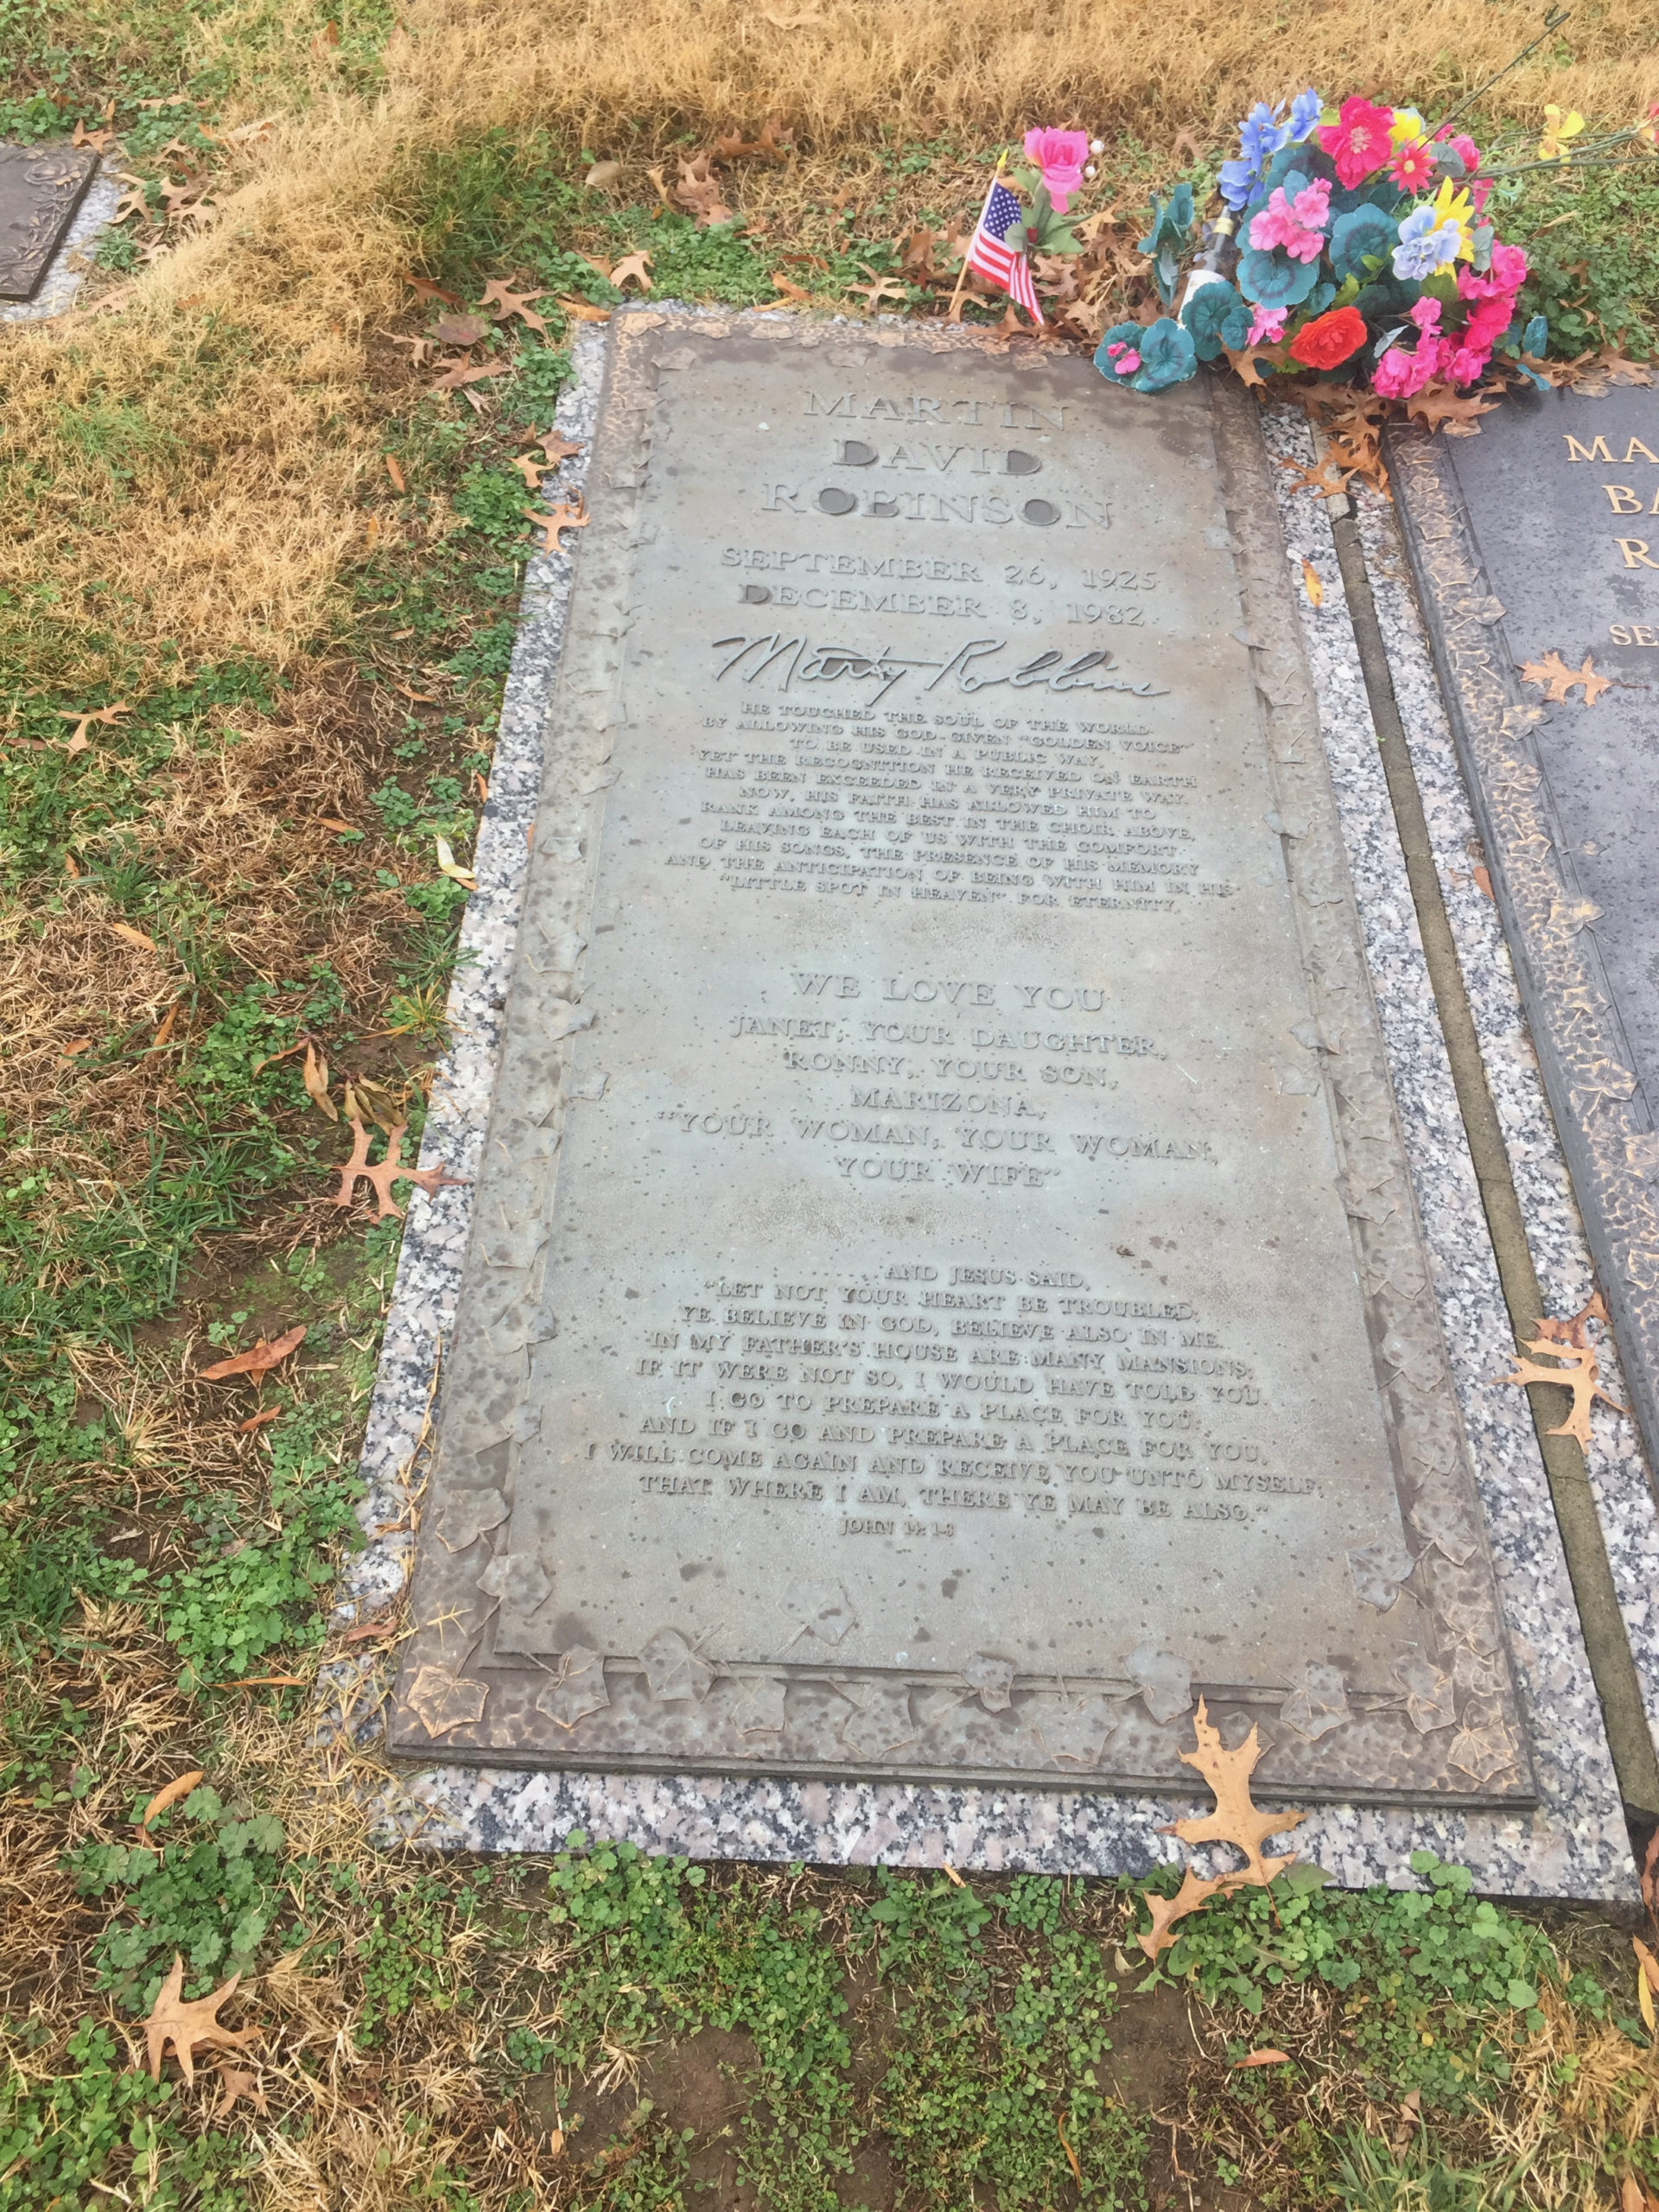 MARTIN
DAVID
ROBINSON
SEPTEMBER 26, 1925
DECEMBER 8, 1982
Marty Robbins
HE TOUCHED THE SOUL OF THE WORLD
BY ALLOWING HIS GOD-GIVEN "GOLDEN VOICE"
TO BE USED IN A PUBLIC WAY,
YET THE RECOGNITION HE RECEIVED ON EARTH
HAS BEEN EXCEEDED IN A VERY PRIVATE WAY.
NOW, HIS FAITH HAS ALLOWED HIM TO
RANK AMONG THE BEST IN THE CHOIR ABOVE,
LEAVING EACH OF US WITH THE COMFORT
OF HIS SONGS, THE PRESENCE OF HIS MEMORY
AND THE ANTICIPATION OF BEING WITH HIM IN HIS
"LITTLE SPOT IN HEAVEN" FOR ETERNITY.
WE LOVE YOU
JANET, YOUR DAUGHTER,
RONNY, YOUR SON,
MARIZONA,
"YOUR WOMAN, YOUR WOMAN,
YOUR WIFE"
AND JESUS SAID,
"LET NOT YOUR HEART BE TROUBLED;
YE BELIEVE IN GOD, BELIEVE ALSO IN ME.
IN MY FATHER'S HOUSE ARE MANY MANSIONS;
IF IT WERE NOT SO, I WOULD HAVE TOLD YOU.
I GO TO PREPARE A PLACE FOR YOU;
AND IF I GO AND PREPARE A PLACE FOR YOU,
I WILL COME AGAIN AND RECEIVE YOU UNTO MYSELF;
THAT WHERE I AM, THERE YE MAY BE ALSO."
JOHN 14: 1-3
MA
BA
R
SE